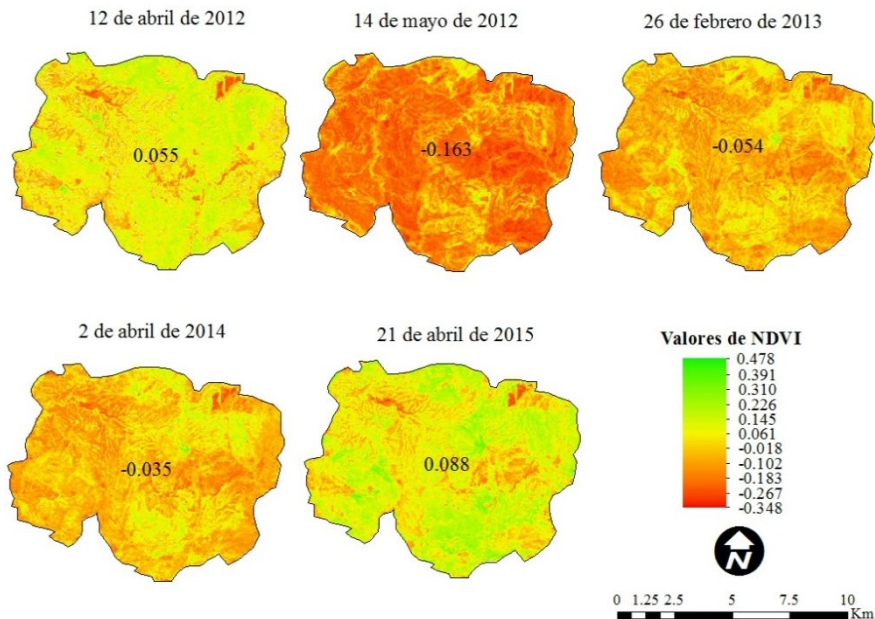 12 de abril de 2012
14 de mayo de 2012
26 de febrero de 2013
0.055
-0.163
-0.054
2 de abril de 2014
21 de abril de 2015
-0.035
0.088
Valores de NDVI
0.478
0.391
0.310
0.226
0.145
0.061
-0.018
-0.102
-0.183
-0.267
-0.348
N
0 1.25 2.5 5 7.5 10
Km